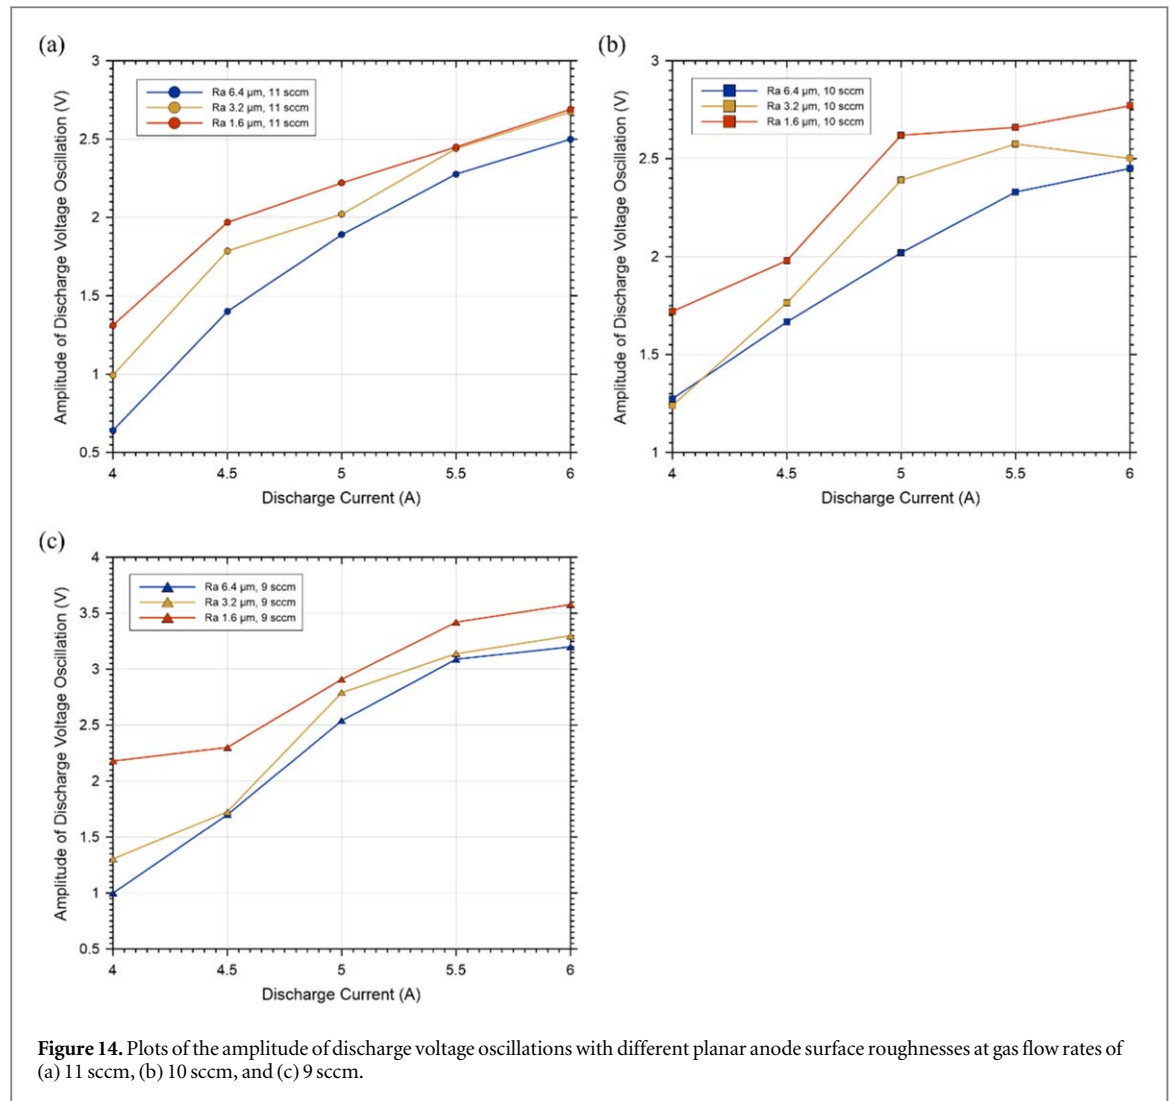 (a)
3
2.5
2
1.5
1
0.5
Amplitude of Discharge Voltage Oscillation (V)
Ra 6.4 µm, 11 sccm
Ra 3.2 µm, 11 sccm
Ra 1.6 µm, 11 sccm
4 4.5 5 5.5 6
Discharge Current (A)
(b)
3
2.5
2
1.5
1
Amplitude of Discharge Voltage Oscillation (V)
Ra 6.4 µm, 10 sccm
Ra 3.2 µm, 10 sccm
Ra 1.6 µm, 10 sccm
4 4.5 5 5.5 6
Discharge Current (A)
(c)
4
3.5
3
2.5
2
1.5
1
0.5
Amplitude of Discharge Voltage Oscillation (V)
Ra 6.4 µm, 9 sccm
Ra 3.2 µm, 9 sccm
Ra 1.6 µm, 9 sccm
4 4.5 5 5.5 6
Discharge Current (A)
Figure 14. Plots of the amplitude of discharge voltage oscillations with different planar anode surface roughnesses at gas flow rates of
(a) 11 sccm, (b) 10 sccm, and (c) 9 sccm.